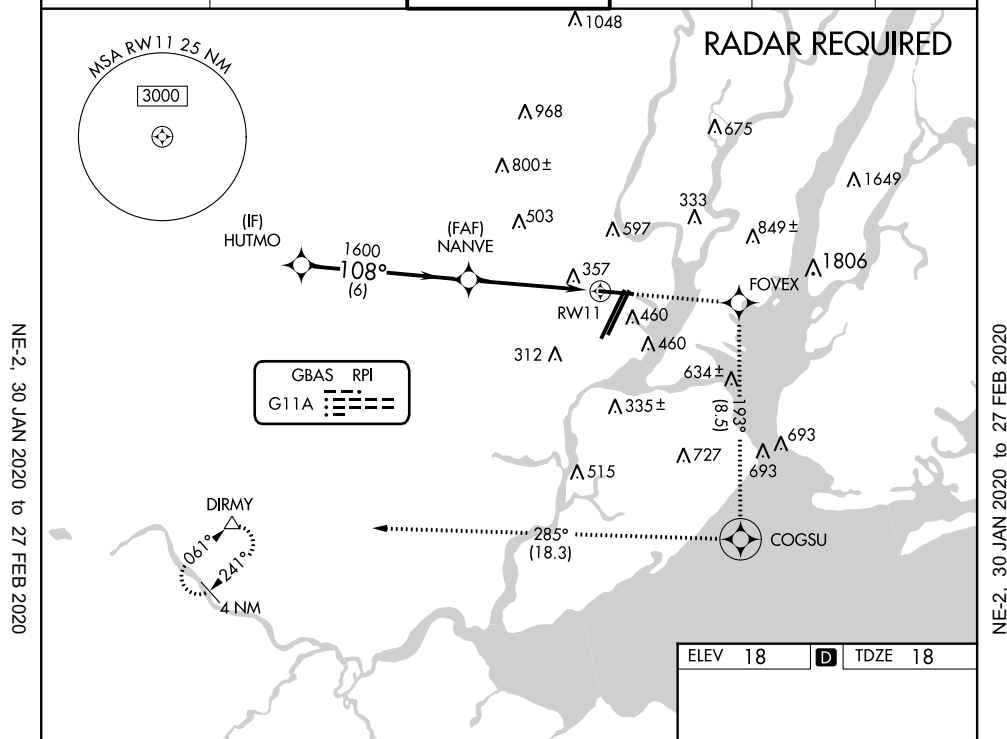 1048
RADAR REQUIRED
MSA RW11 25 NM
3000
968
675
800±
1649
(IF)
HUTMO
503
(FAF)
NANVE
597
333
849±
1600
108°
(6)
357
1806
FOVEX
RW11
460
460
312
GBAS RPI
G11A
634±
335±
193°
(8.5)
693
693
727
515
DIRMY
061°
241°
4 NM
285°
(18.3)
COGSU
ELEV 18 D TDZE 18
NE-2, 30 JAN 2020 to 27 FEB 2020
NE-2, 30 JAN 2020 to 27 FEB 2020